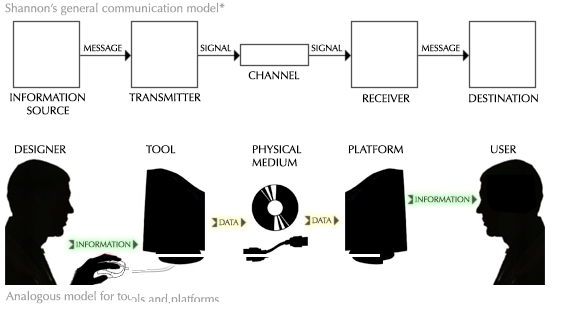 Shannon's general communication model*
MESSAGE
SIGNAL
SIGNAL
MESSAGE
CHANNEL
INFORMATION
SOURCE
TRANSMITTER
RECEIVER
DESTINATION
DESIGNER
TOOL
PHYSICAL
MEDIUM
PLATFORM
USER
INFORMATION
DATA
DATA
INFORMATION
Analogous model for tools and platforms